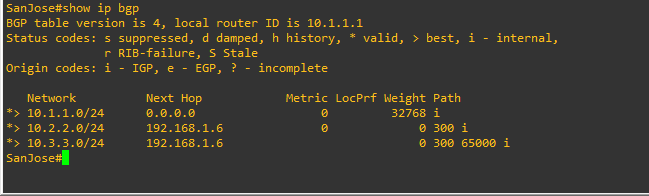 SanJose#show ip bgp
BGP table version is 4, local router ID is 10.1.1.1
Status codes: s suppressed, d damped, h history, * valid, > best, i - internal,
r RIB-failure, S Stale
Origin codes: i - IGP, e - EGP, ? - incomplete
Network Next Hop Metric LocPrf Weight Path
*> 10.1.1.0/24 0.0.0.0 0 32768 i
*> 10.2.2.0/24 192.168.1.6 0 0 300 i
*> 10.3.3.0/24 192.168.1.6 0 300 65000 i
SanJose#